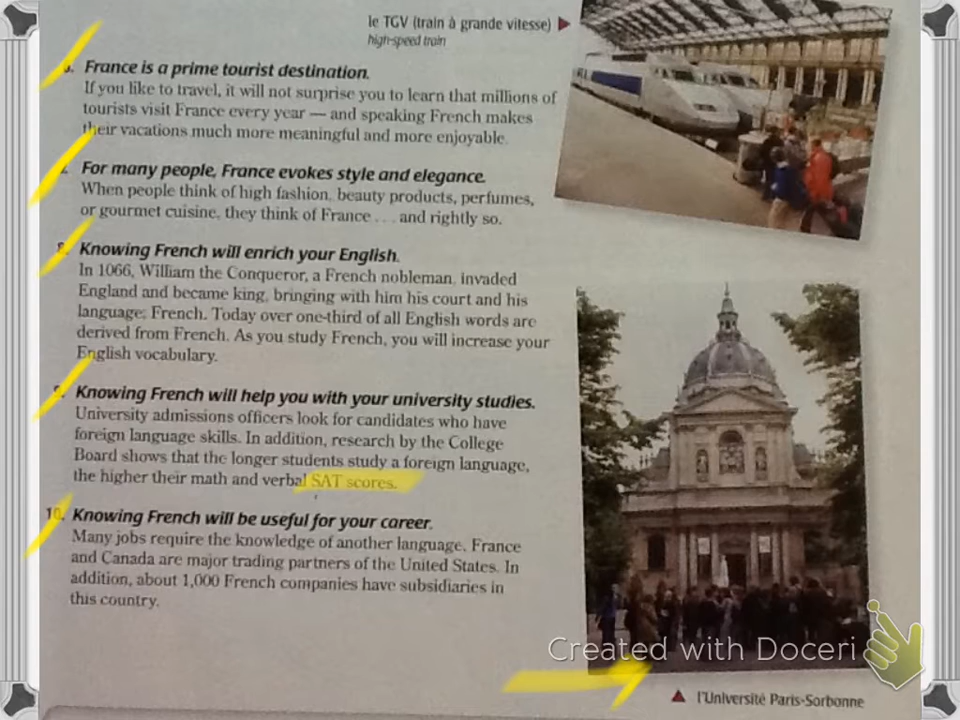 le TGV (train à grande vitesse)
high-speed train
France is a prime tourist destination.
If you like to travel, it will not surprise you to learn that millions of
tourists visit France every year — and speaking French makes
their vacations much more meaningful and more enjoyable.
For many people, France evokes style and elegance.
When people think of high fashion, beauty products, perfumes,
or gourmet cuisine, they think of France . . . and rightly so.
8. Knowing French will enrich your English.
In 1066, William the Conqueror, a French nobleman, invaded
England and became king, bringing with him his court and his
language, French. Today over one-third of all English words are
derived from French. As you study French, you will increase your
English vocabulary.
9. Knowing French will help you with your university studies.
University admissions officers look for candidates who have
foreign language skills. In addition, research by the College
Board shows that the longer students study a foreign language,
the higher their math and verbal SAT scores.
10. Knowing French will be useful for your career.
Many jobs require the knowledge of another language. France
and Canada are major trading partners of the United States. In
addition, about 1,000 French companies have subsidiaries in
this country.
Created with Doceri
l'Université Paris-Sorbonne